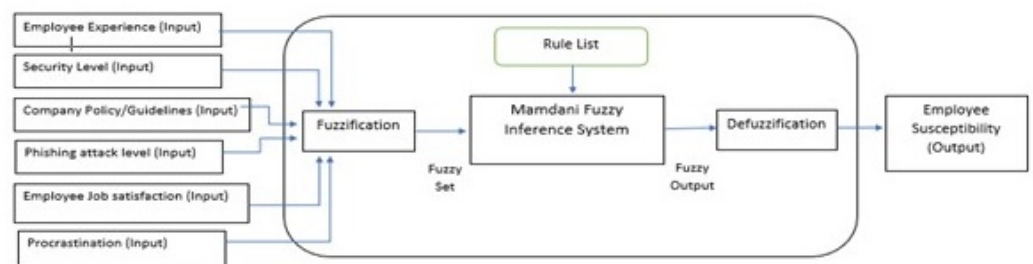 Employee Experience (Input)
Security Level (Input)
Company Policy/Guidelines (Input)
Phishing attack level (Input)
Employee Job satisfaction (Input)
Procrastination (Input)
Fuzzification
Fuzzy
Set
Rule List
Mamdani Fuzzy
Inference System
Fuzzy
Output
Defuzzification
Employee
Susceptibility
(Output)